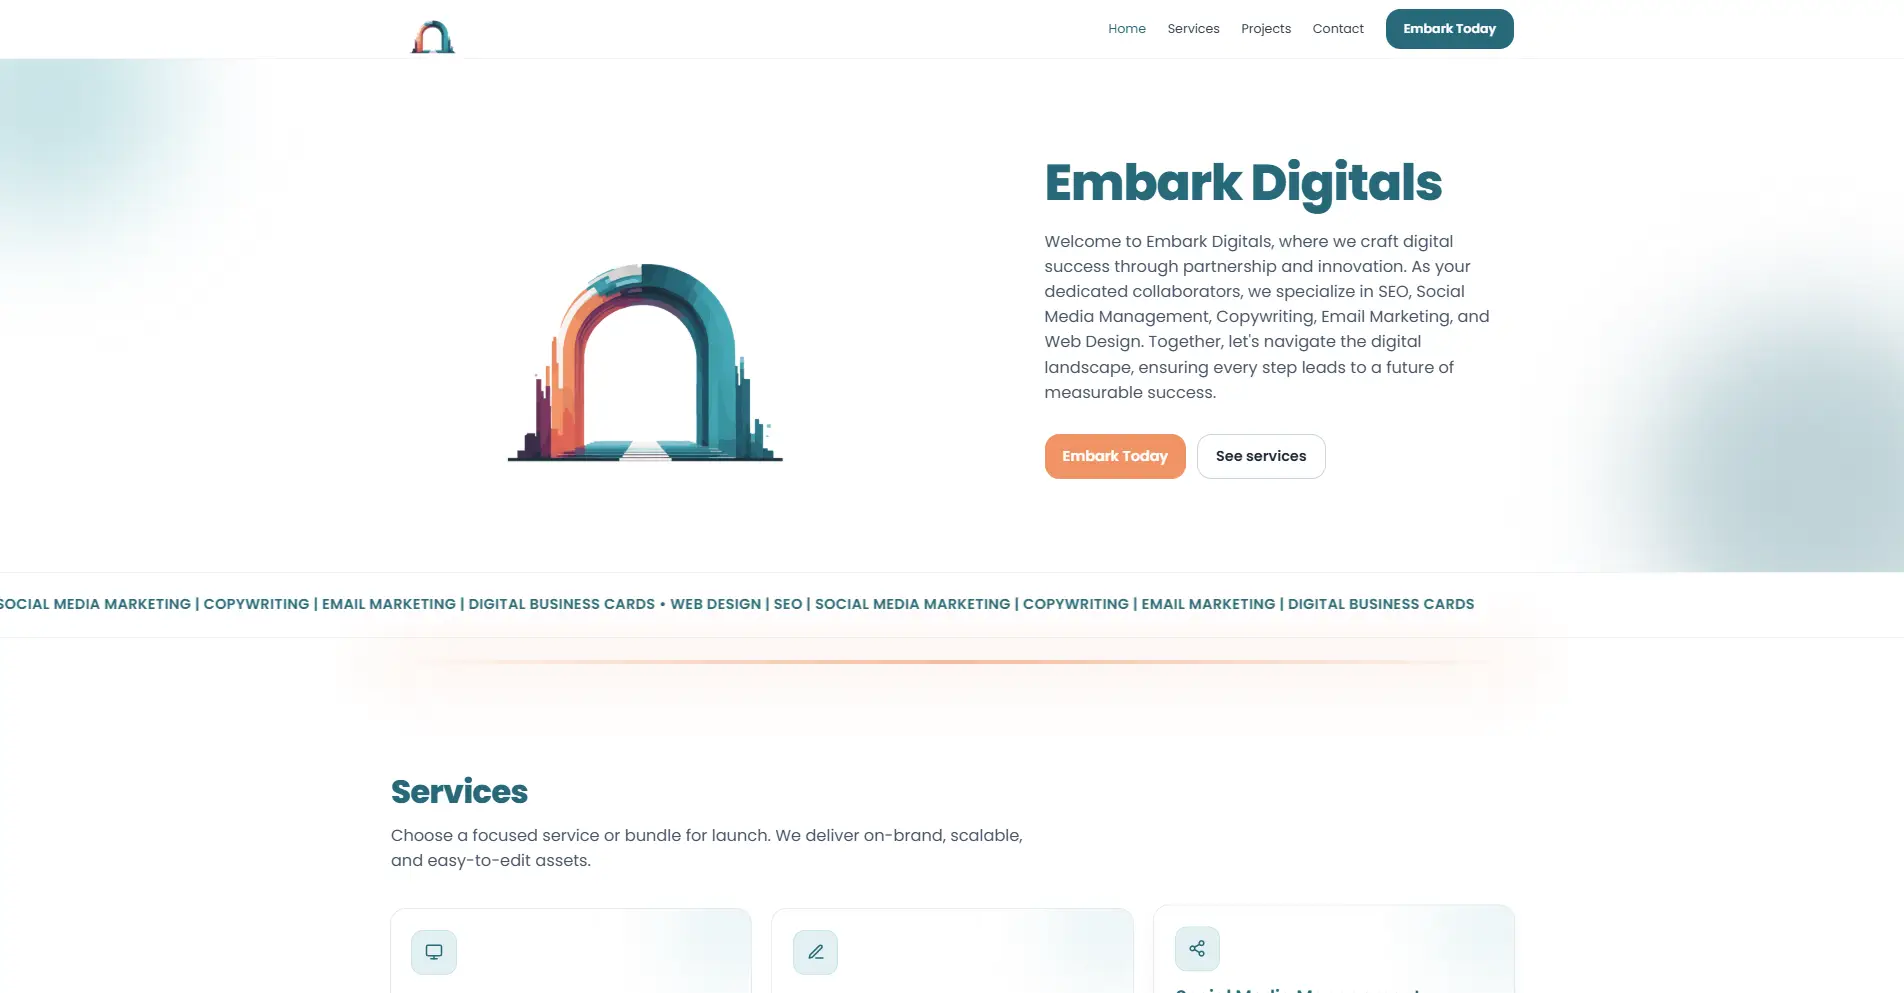 Home Services Projects Contact Embark Today
Embark Digitals
Welcome to Embark Digitals, where we craft digital
success through partnership and innovation. As your
dedicated collaborators, we specialize in SEO, Social
Media Management, Copywriting, Email Marketing, and
Web Design. Together, let's navigate the digital
landscape, ensuring every step leads to a future of
measurable success.
Embark Today See services
SOCIAL MEDIA MARKETING | COPYWRITING | EMAIL MARKETING | DIGITAL BUSINESS CARDS • WEB DESIGN | SEO | SOCIAL MEDIA MARKETING | COPYWRITING | EMAIL MARKETING | DIGITAL BUSINESS CARDS
Services
Choose a focused service or bundle for launch. We deliver on-brand, scalable,
and easy-to-edit assets.
Social Media Management